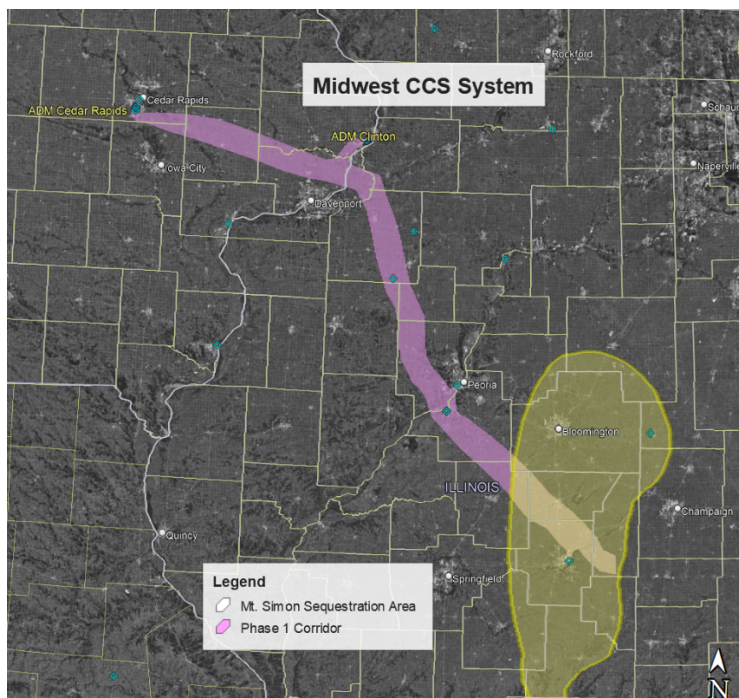 Rockford
Midwest CCS System
Cedar Rapids
ADM Cedar Rapids
Schaun
ADM Clinton
Iowa City
Naperville
Davenport
Peoria
Bloomington
ILLINOIS
Champaign
Quincy
Springfield
Legend
Mt. Simon Sequestration Area
Phase 1 Corridor
N